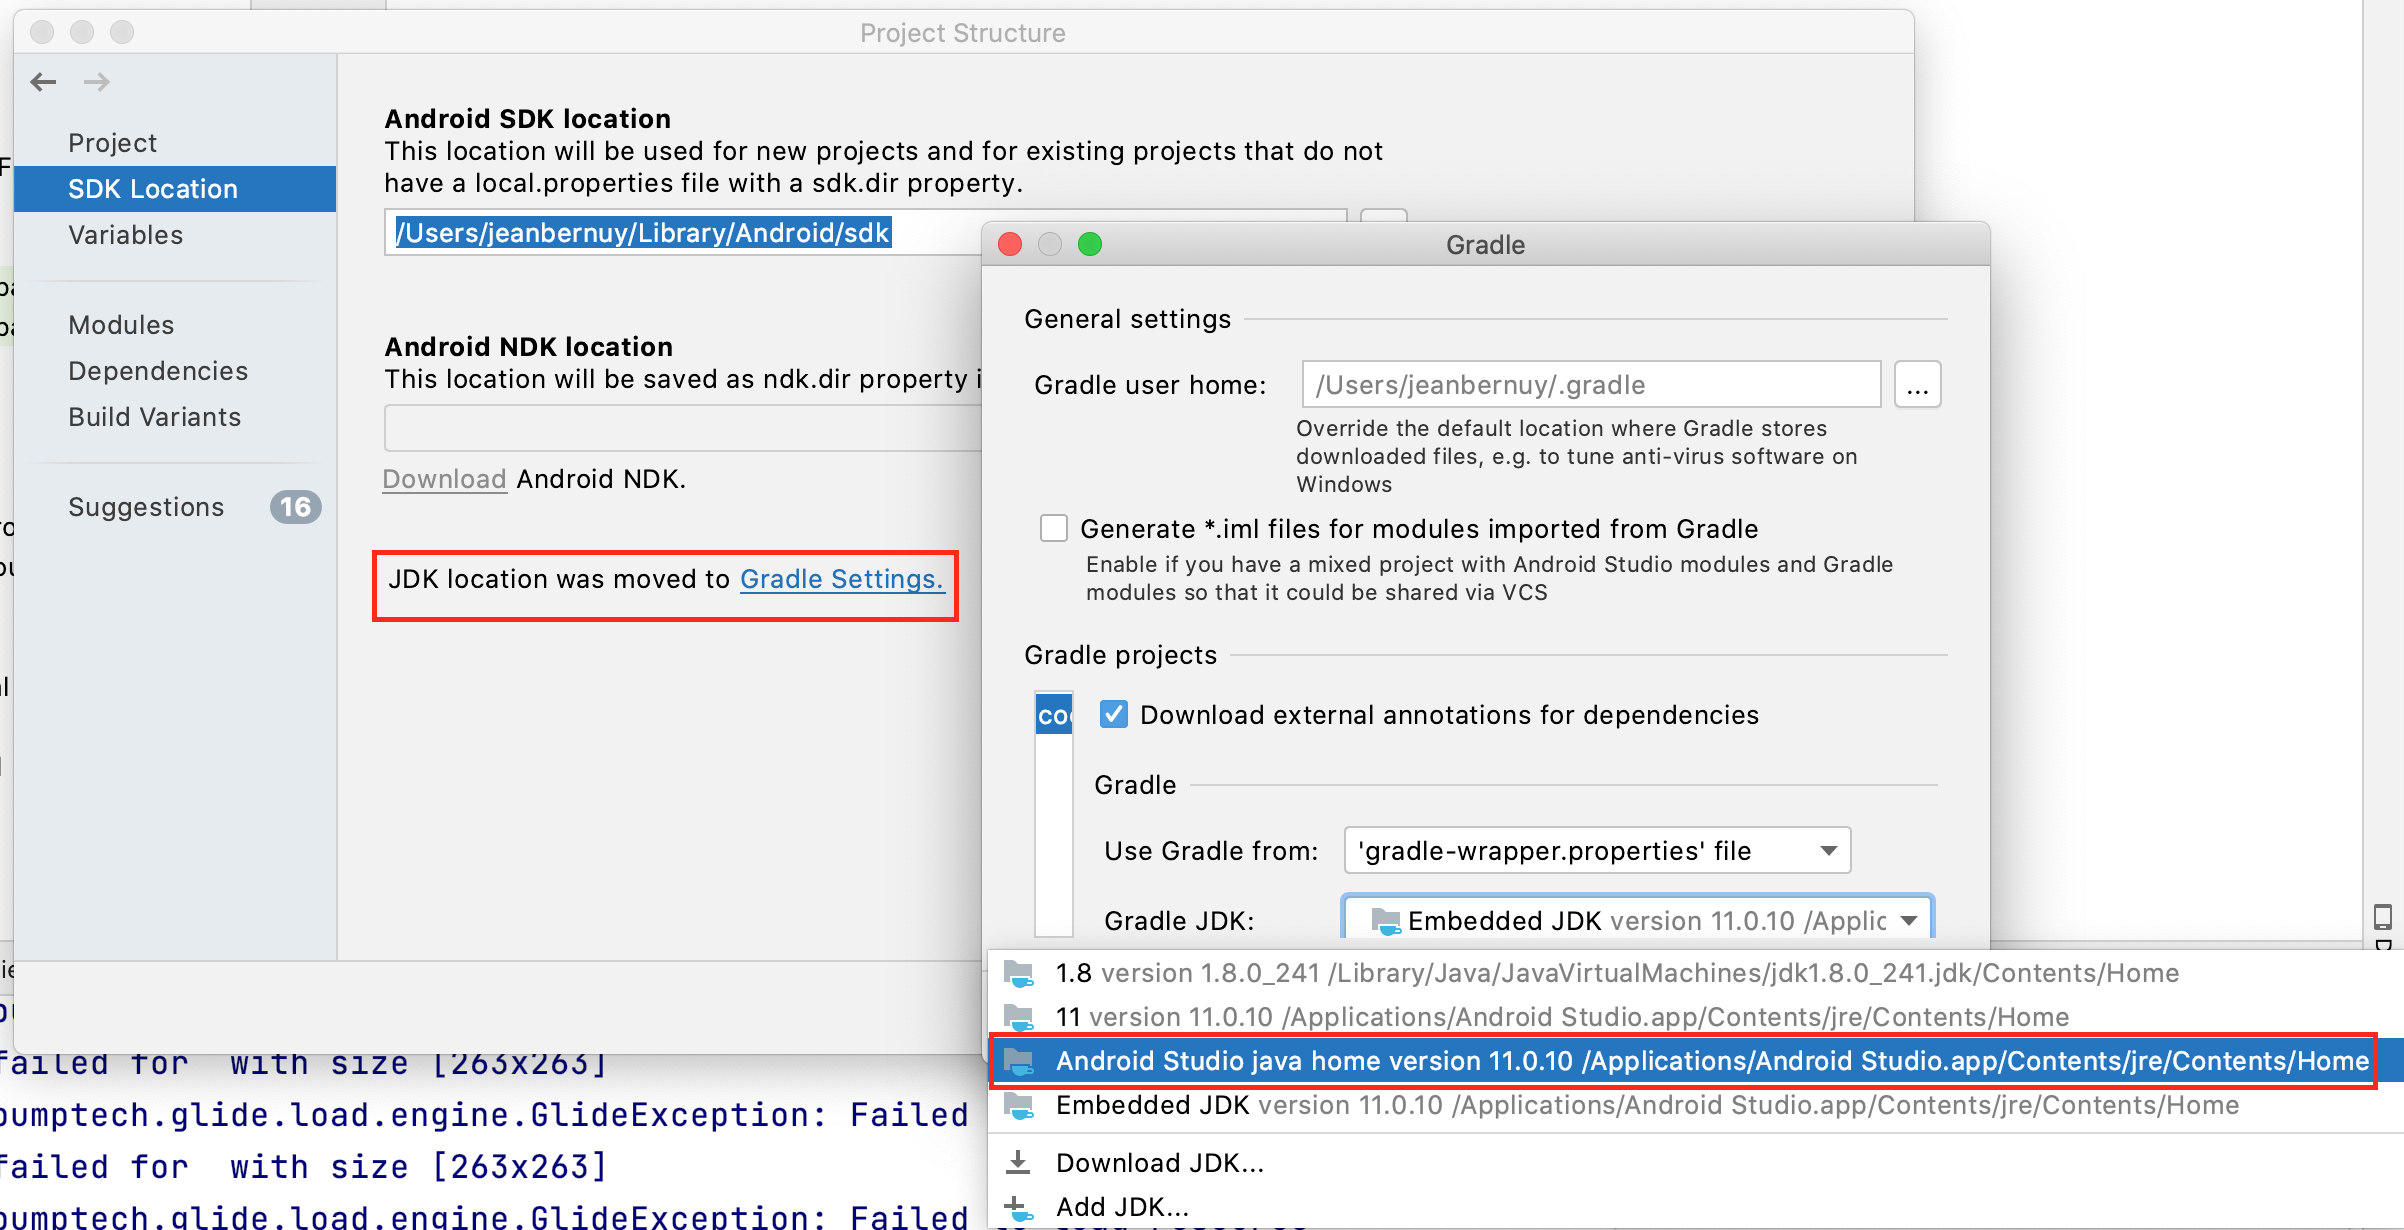 Project Structure
Project
SDK Location
Variables
Modules
Dependencies
Build Variants
Suggestions 16
Android SDK location
This location will be used for new projects and for existing projects that do not
have a local.properties file with a sdk.dir property.
/Users/jeanbernuy/Library/Android/sdk
Android NDK location
This location will be saved as ndk.dir property i
Download Android NDK.
JDK location was moved to Gradle Settings.
Gradle
General settings
Gradle user home: /Users/jeanbernuy/.gradle ...
Override the default location where Gradle stores
downloaded files, e.g. to tune anti-virus software on
Windows
Generate *.iml files for modules imported from Gradle
Enable if you have a mixed project with Android Studio modules and Gradle
modules so that it could be shared via VCS
Gradle projects
Download external annotations for dependencies
Gradle
Use Gradle from: 'gradle-wrapper.properties' file
Gradle JDK: Embedded JDK version 11.0.10 /Applic
1.8 version 1.8.0_241 /Library/Java/JavaVirtualMachines/jdk1.8.0_241.jdk/Contents/Home
11 version 11.0.10 /Applications/Android Studio.app/Contents/jre/Contents/Home
Android Studio java home version 11.0.10 /Applications/Android Studio.app/Contents/jre/Contents/Home
Embedded JDK version 11.0.10 /Applications/Android Studio.app/Contents/jre/Contents/Home
Download JDK...
Add JDK...
failed for with size [263x263]
bumptech.glide.load.engine.GlideException: Failed
failed for with size [263x263]
bumptech.glide.load.engine.GlideException: Failed